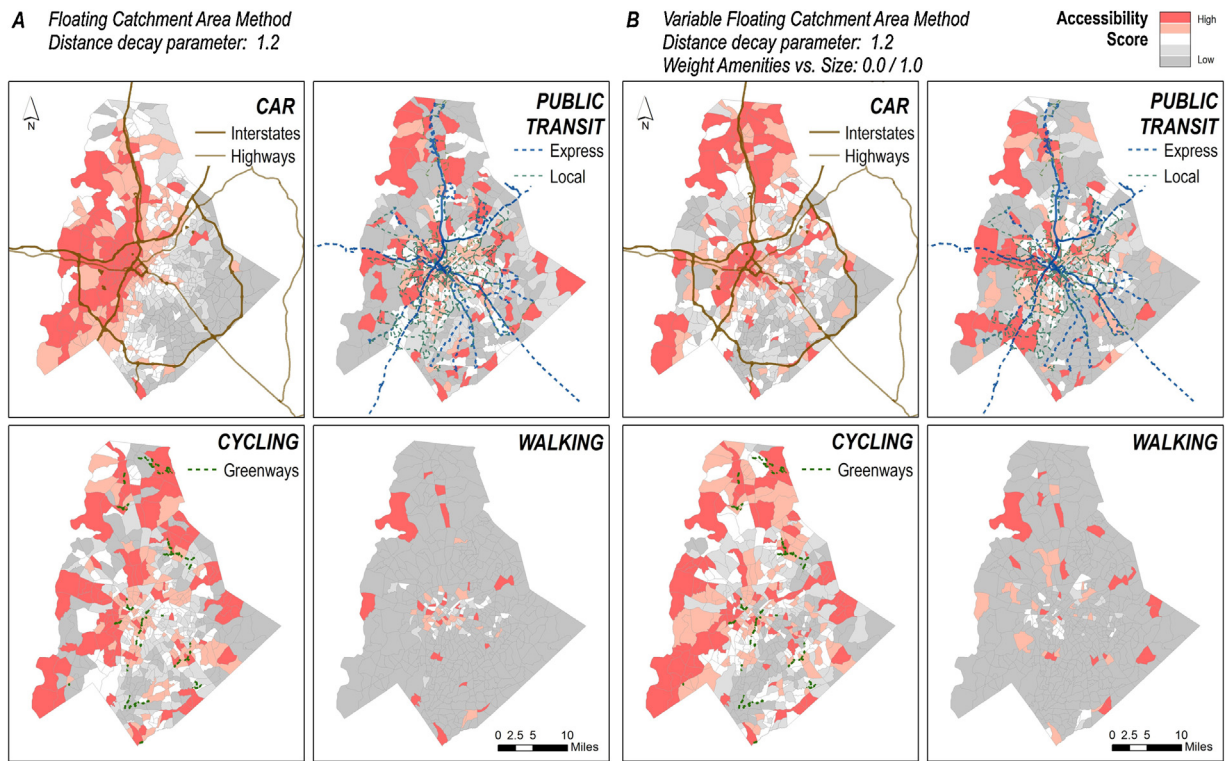 A Floating Catchment Area Method
Distance decay parameter: 1.2
B Variable Floating Catchment Area Method
Distance decay parameter: 1.2
Weight Amenities vs. Size: 0.0 / 1.0
Accessibility
Score
High
Low
N
CAR
Interstates
Highways
PUBLIC
TRANSIT
Express
Local
N
CAR
Interstates
Highways
PUBLIC
TRANSIT
Express
Local
CYCLING
Greenways
WALKING
0 2.5 5 10
Miles
CYCLING
Greenways
WALKING
0 2.5 5 10
Miles